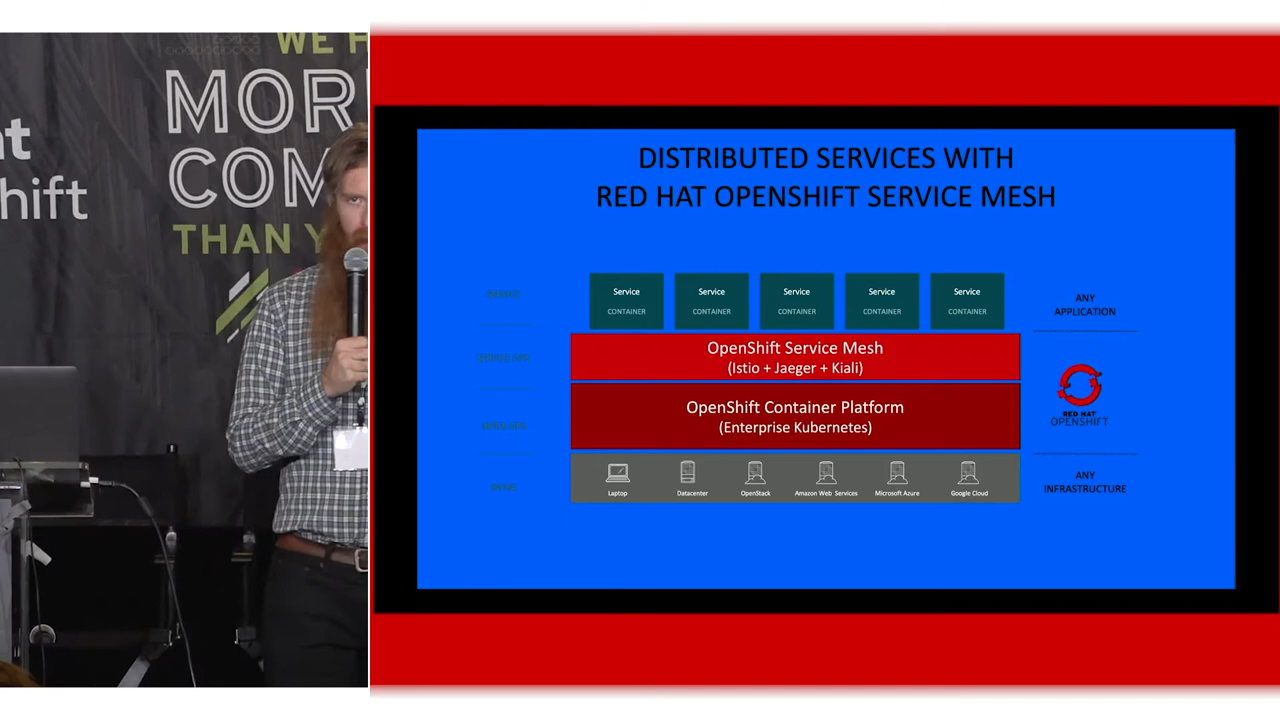 WE
MOR
COM
THAN Y
at
hift
DISTRIBUTED SERVICES WITH
RED HAT OPENSHIFT SERVICE MESH
Service
CONTAINER
Service
CONTAINER
Service
CONTAINER
Service
CONTAINER
Service
CONTAINER
ANY
APPLICATION
OpenShift Service Mesh
(Istio + Jaeger + Kiali)
OpenShift Container Platform
(Enterprise Kubernetes)
RED HAT
OPENSHIFT
Laptop
Datacenter
OpenStack
Amazon Web Services
Microsoft Azure
Google Cloud
ANY
INFRASTRUCTURE